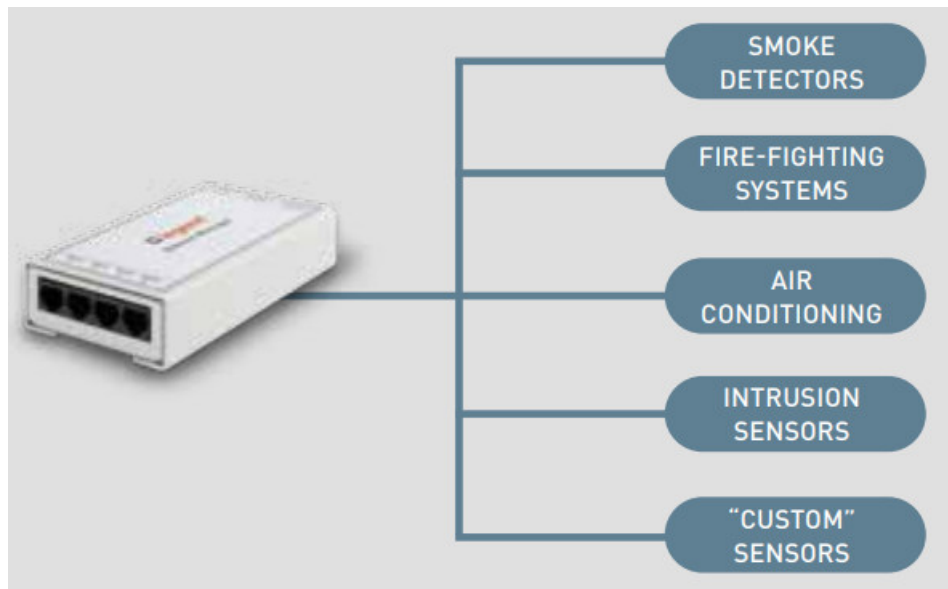 SMOKE
DETECTORS
FIRE-FIGHTING
SYSTEMS
AIR
CONDITIONING
INTRUSION
SENSORS
“CUSTOM”
SENSORS